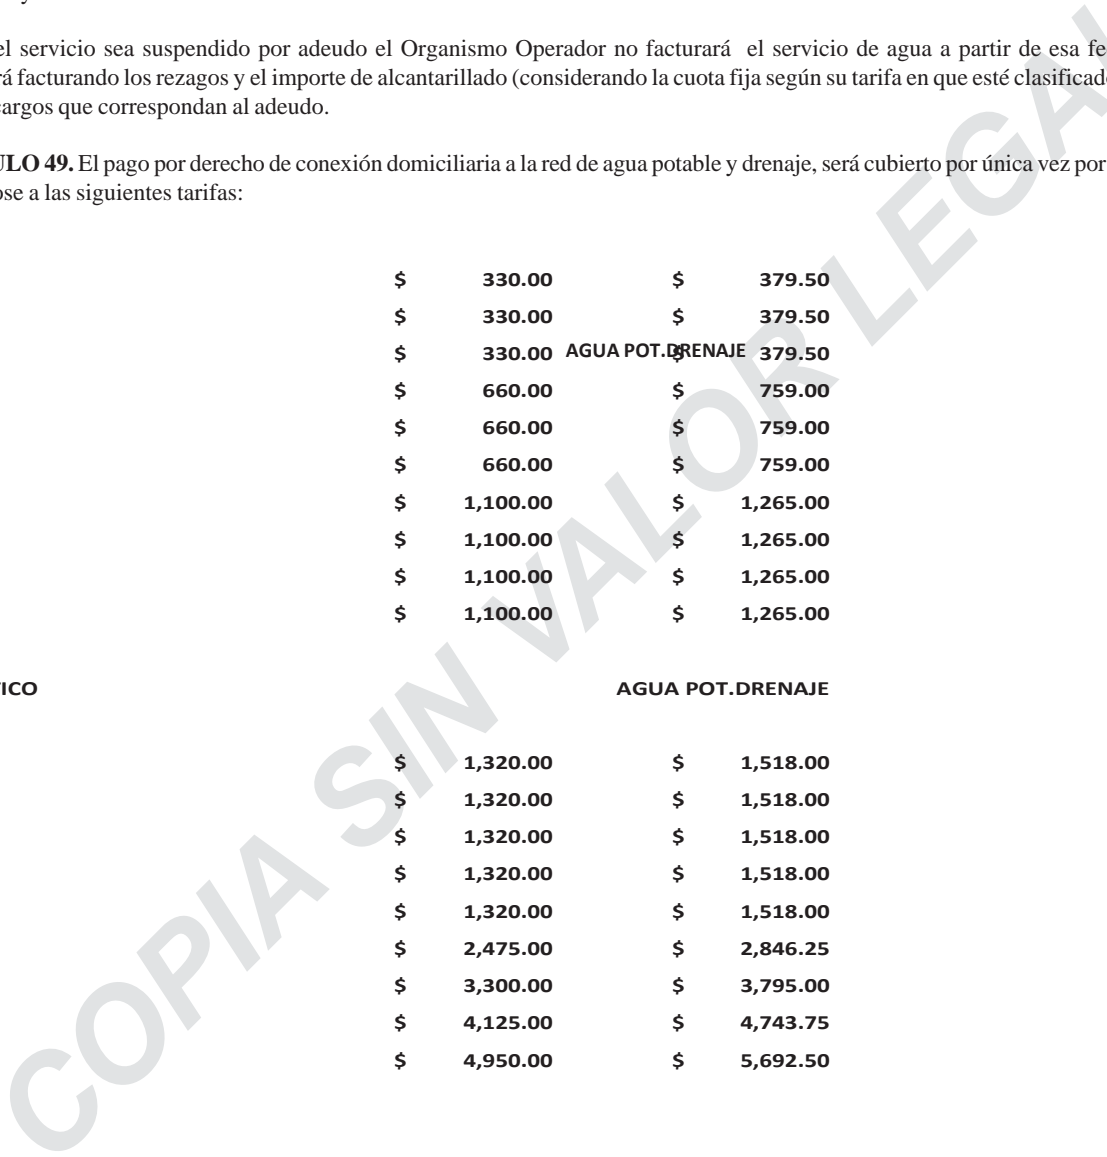 el servicio sea suspendido por adeudo el Organismo Operador no facturará el servicio de agua a partir de esa fe
rá facturando los rezagos y el importe de alcantarillado (considerando la cuota fija según su tarifa en que esté clasificado
cargos que correspondan al adeudo.
ULO 49. El pago por derecho de conexión domiciliaria a la red de agua potable y drenaje, será cubierto por única vez por
ose a las siguientes tarifas:
$ 330.00 $ 379.50
$ 330.00 $ 379.50
$ 330.00 AGUA POT.DRENAJE $ 379.50
$ 660.00 $ 759.00
$ 660.00 $ 759.00
$ 660.00 $ 759.00
$ 1,100.00 $ 1,265.00
$ 1,100.00 $ 1,265.00
$ 1,100.00 $ 1,265.00
$ 1,100.00 $ 1,265.00
TICO AGUA POT.DRENAJE
$ 1,320.00 $ 1,518.00
$ 1,320.00 $ 1,518.00
$ 1,320.00 $ 1,518.00
$ 1,320.00 $ 1,518.00
$ 1,320.00 $ 1,518.00
$ 2,475.00 $ 2,846.25
$ 3,300.00 $ 3,795.00
$ 4,125.00 $ 4,743.75
$ 4,950.00 $ 5,692.50
COPIA SIN VALOR LEGAL